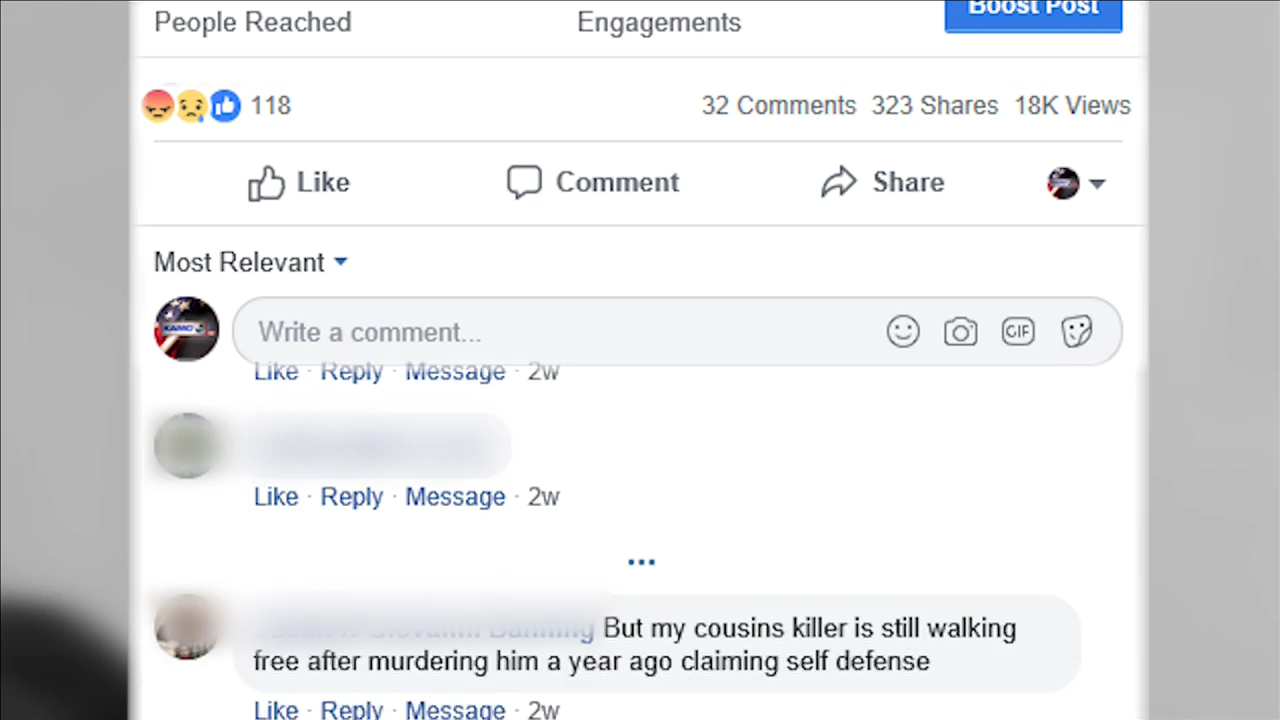 People Reached
Engagements
Boost Post
118
32 Comments 323 Shares 18K Views
Like
Comment
Share
Most Relevant
KAMC
Write a comment...
GIF
Like · Reply · Message · 2w
Like · Reply · Message · 2w
But my cousins killer is still walking
free after murdering him a year ago claiming self defense
Like · Reply · Message · 2w